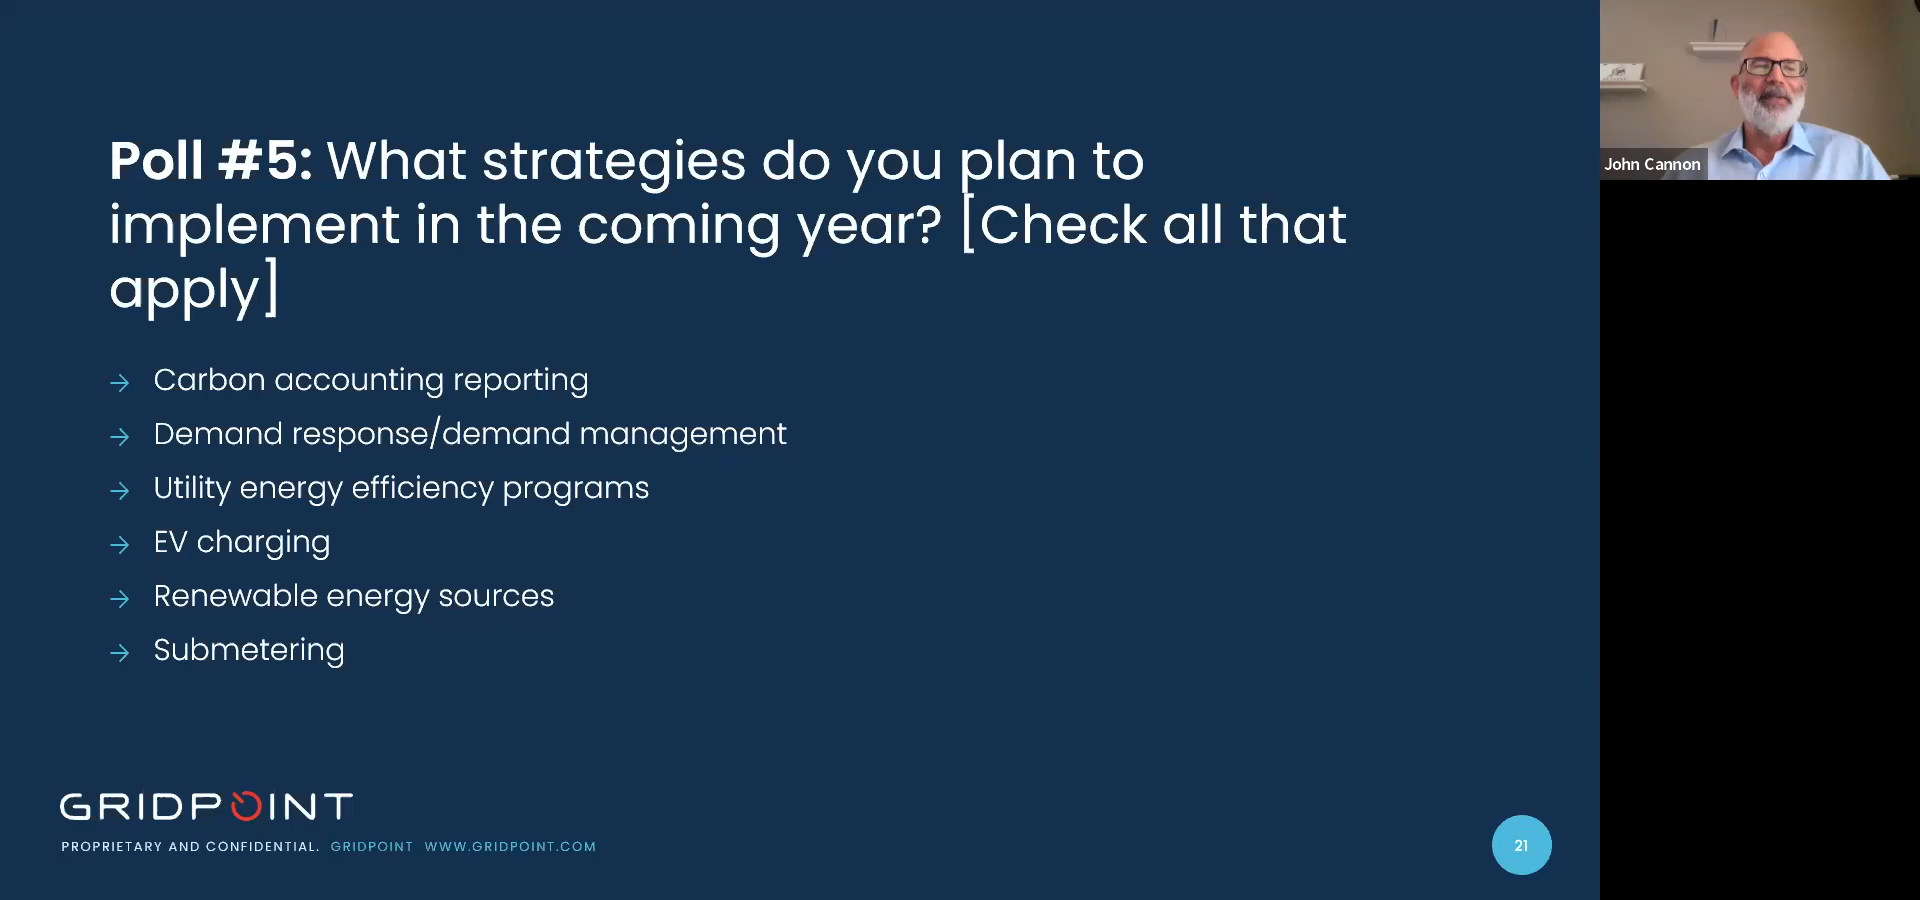 Poll #5: What strategies do you plan to
implement in the coming year? [Check all that
apply]
→ Carbon accounting reporting
→ Demand response/demand management
→ Utility energy efficiency programs
→ EV charging
→ Renewable energy sources
→ Submetering
GRIDPOINT
PROPRIETARY AND CONFIDENTIAL. GRIDPOINT WWW.GRIDPOINT.COM
21
John Cannon